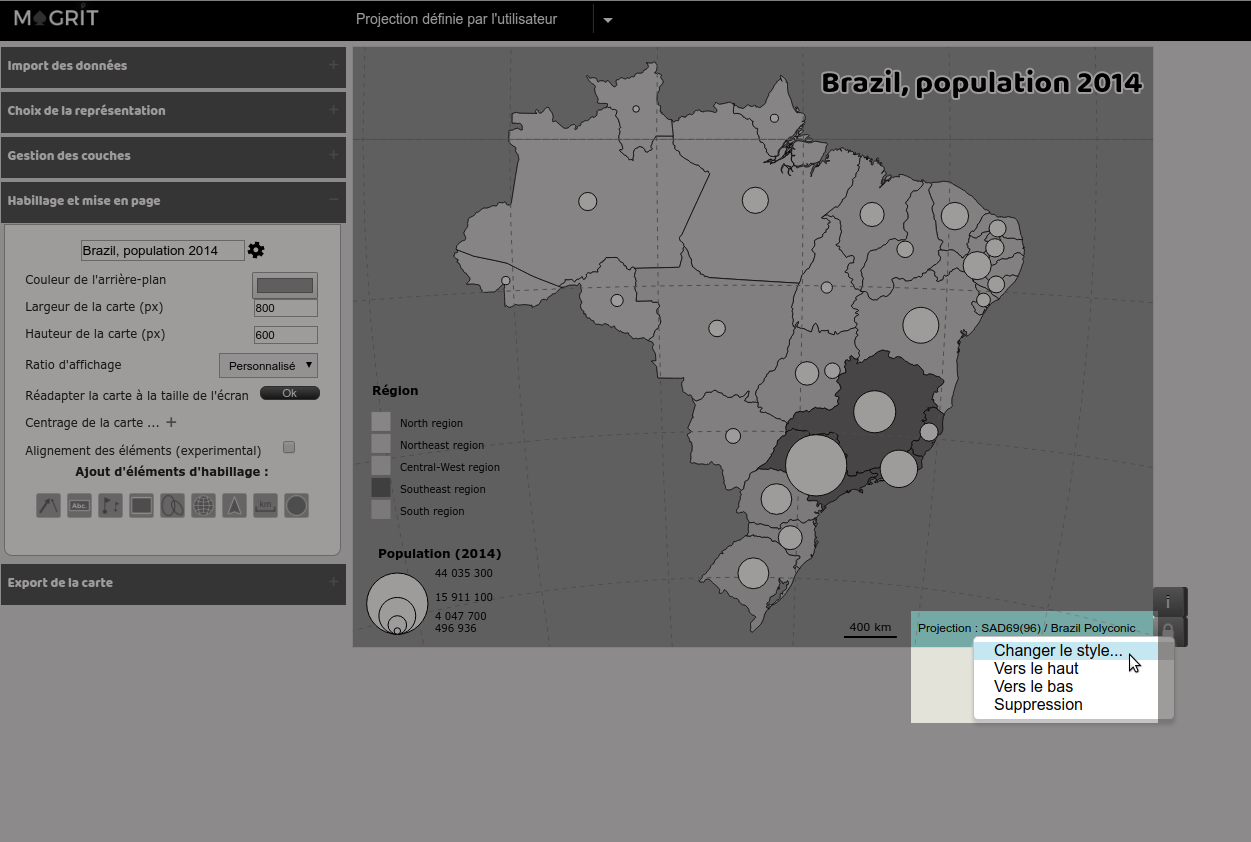 MAGRIT
Projection définie par l'utilisateur
Import des données
Choix de la représentation
Gestion des couches
Habillage et mise en page
Brazil, population 2014
Couleur de l'arrière-plan
Largeur de la carte (px)
800
Hauteur de la carte (px)
600
Ratio d'affichage
Personnalisé
Réadapter la carte à la taille de l'écran
Ok
Centrage de la carte ...
Alignement des éléments (experimental)
Ajout d'éléments d'habillage :
Abc.
km
Export de la carte
Brazil, population 2014
Région
North region
Northeast region
Central-West region
Southeast region
South region
Population (2014)
44 035 300
15 911 100
4 047 700
496 936
400 km
i
Projection : SAD69(96) / Brazil Polyconic
Changer le style...
Vers le haut
Vers le bas
Suppression